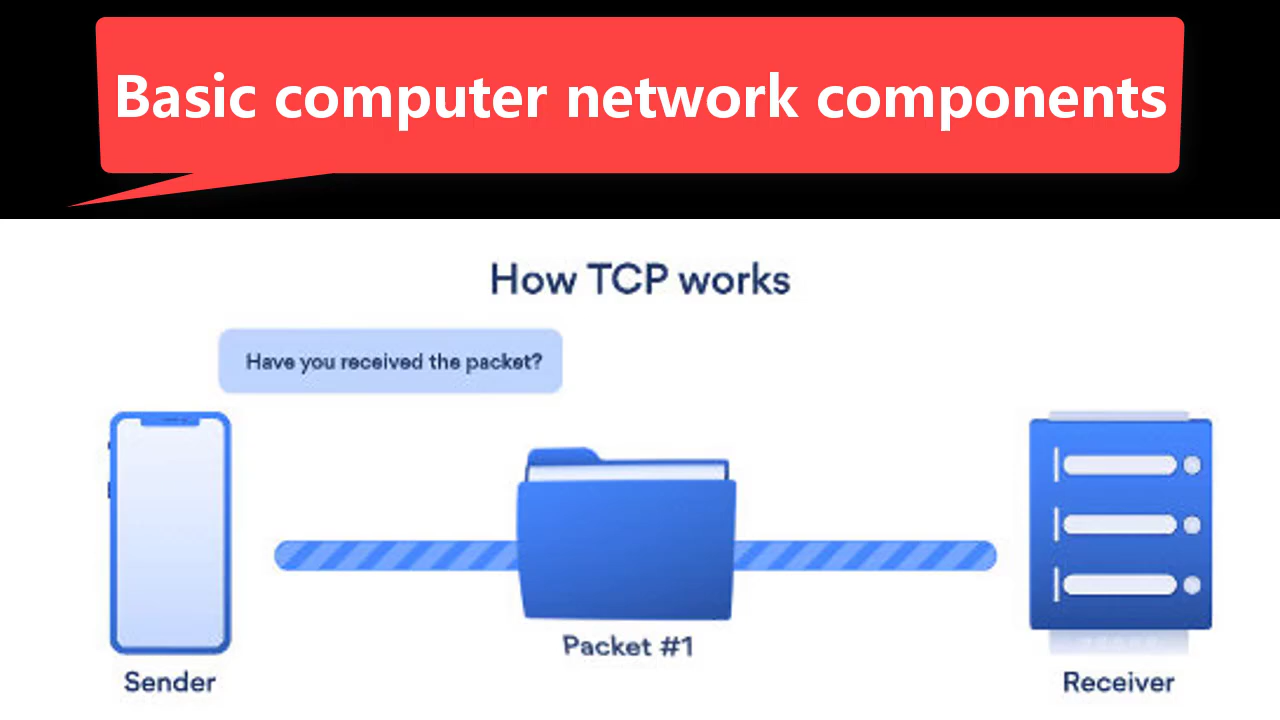 Basic computer network components
How TCP works
Have you received the packet?
Packet #1
Sender
Receiver